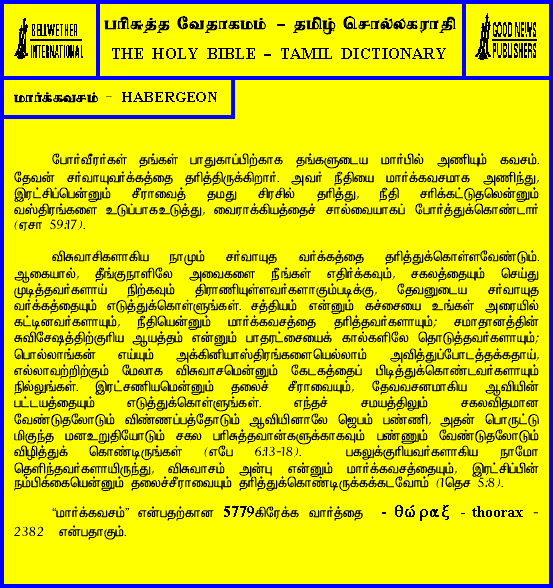 BELLWETHER
INTERNATIONAL
பரிசுத்த வேதாகமம் – தமிழ் சொல்லகராதி
THE HOLY BIBLE – TAMIL DICTIONARY
GOOD NEWS
PUBLISHERS
மார்க்கவசம் - HABERGEON
போர்வீரர்கள் தங்கள் பாதுகாப்பிற்காக தங்களுடைய மார்பில் அணியும் கவசம்.
தேவன் சர்வாயுவர்க்கத்தை தரித்திருக்கிறார். அவர் நீதியை மார்க்கவசமாக அணிந்து,
இரட்சிப்பென்னும் சீராவைத் தமது சிரசில் தரித்து, நீதி சரிக்கட்டுதலென்னும்
வஸ்திரங்களை உடுப்பாகஉடுத்து, வைராக்கியத்தைச் சால்வையாகப் போர்த்துக்கொண்டார்
(ஏசா 59:17).
விசுவாசிகளாகிய நாமும் சர்வாயுத வர்க்கத்தை தரித்துக்கொள்ளவேண்டும்.
ஆகையால், தீங்குநாளிலே அவைகளை நீங்கள் எதிர்க்கவும், சகலத்தையும் செய்து
முடித்தவர்களாய் நிற்கவும் திராணியுள்ளவர்களாகும்படிக்கு, தேவனுடைய சர்வாயுத
வர்க்கத்தையும் எடுத்துக்கொள்ளுங்கள். சத்தியம் என்னும் கச்சையை உங்கள் அரையில்
கட்டினவர்களாயும், நீதியென்னும் மார்க்கவசத்தை தரித்தவர்களாயும்; சமாதானத்தின்
சுவிசேஷத்திற்குரிய ஆயத்தம் என்னும் பாதரட்சையைக் கால்களிலே தொடுத்தவர்களாயும்;
பொல்லாங்கன் எய்யும் அக்கினியாஸ்திரங்களையெல்லாம் அவித்துப்போடத்தக்கதாய்,
எல்லாவற்றிற்கும் மேலாக விசுவாசமென்னும் கேடகத்தைப் பிடித்துக்கொண்டவர்களாயும்
நில்லுங்கள். இரட்சணியமென்னும் தலைச் சீராவையும், தேவவசனமாகிய ஆவியின்
பட்டயத்தையும் எடுத்துக்கொள்ளுங்கள். எந்தச் சமயத்திலும் சகலவிதமான
வேண்டுதலோடும் விண்ணப்பத்தோடும் ஆவியினாலே ஜெபம் பண்ணி, அதன் பொருட்டு
மிகுந்த மனஉறுதியோடும் சகல பரிசுத்தவான்களுக்காகவும் பண்ணும் வேண்டுதலோடும்
விழித்துக் கொண்டிருங்கள் (எபே 6:13-18). பகலுக்குரியவர்களாகிய நாமோ
தெளிந்தவர்களாயிருந்து, விசுவாசம் அன்பு என்னும் மார்க்கவசத்தையும், இரட்சிப்பின்
நம்பிக்கையென்னும் தலைச்சீராவையும் தரித்துக்கொண்டிருக்கக்கடவோம் (1தெச 5:8).
“மார்க்கவசம்” என்பதற்கான 5779கிரேக்க வார்த்தை - θώραξ - thoorax -
2382 என்பதாகும்.